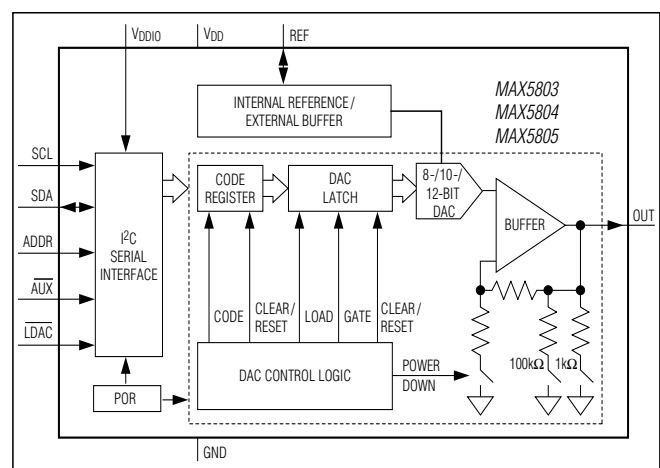 VDDIO
VDD
REF
INTERNAL REFERENCE/
EXTERNAL BUFFER
MAX5803
MAX5804
MAX5805
SCL
SDA
ADDR
AUX
LDAC
I2C
SERIAL
INTERFACE
CODE
REGISTER
DAC
LATCH
8-/10-/
12-BIT
DAC
BUFFER
OUT
CODE
CLEAR/
RESET
LOAD
GATE
CLEAR/
RESET
DAC CONTROL LOGIC
POWER
DOWN
100kΩ
1kΩ
POR
GND